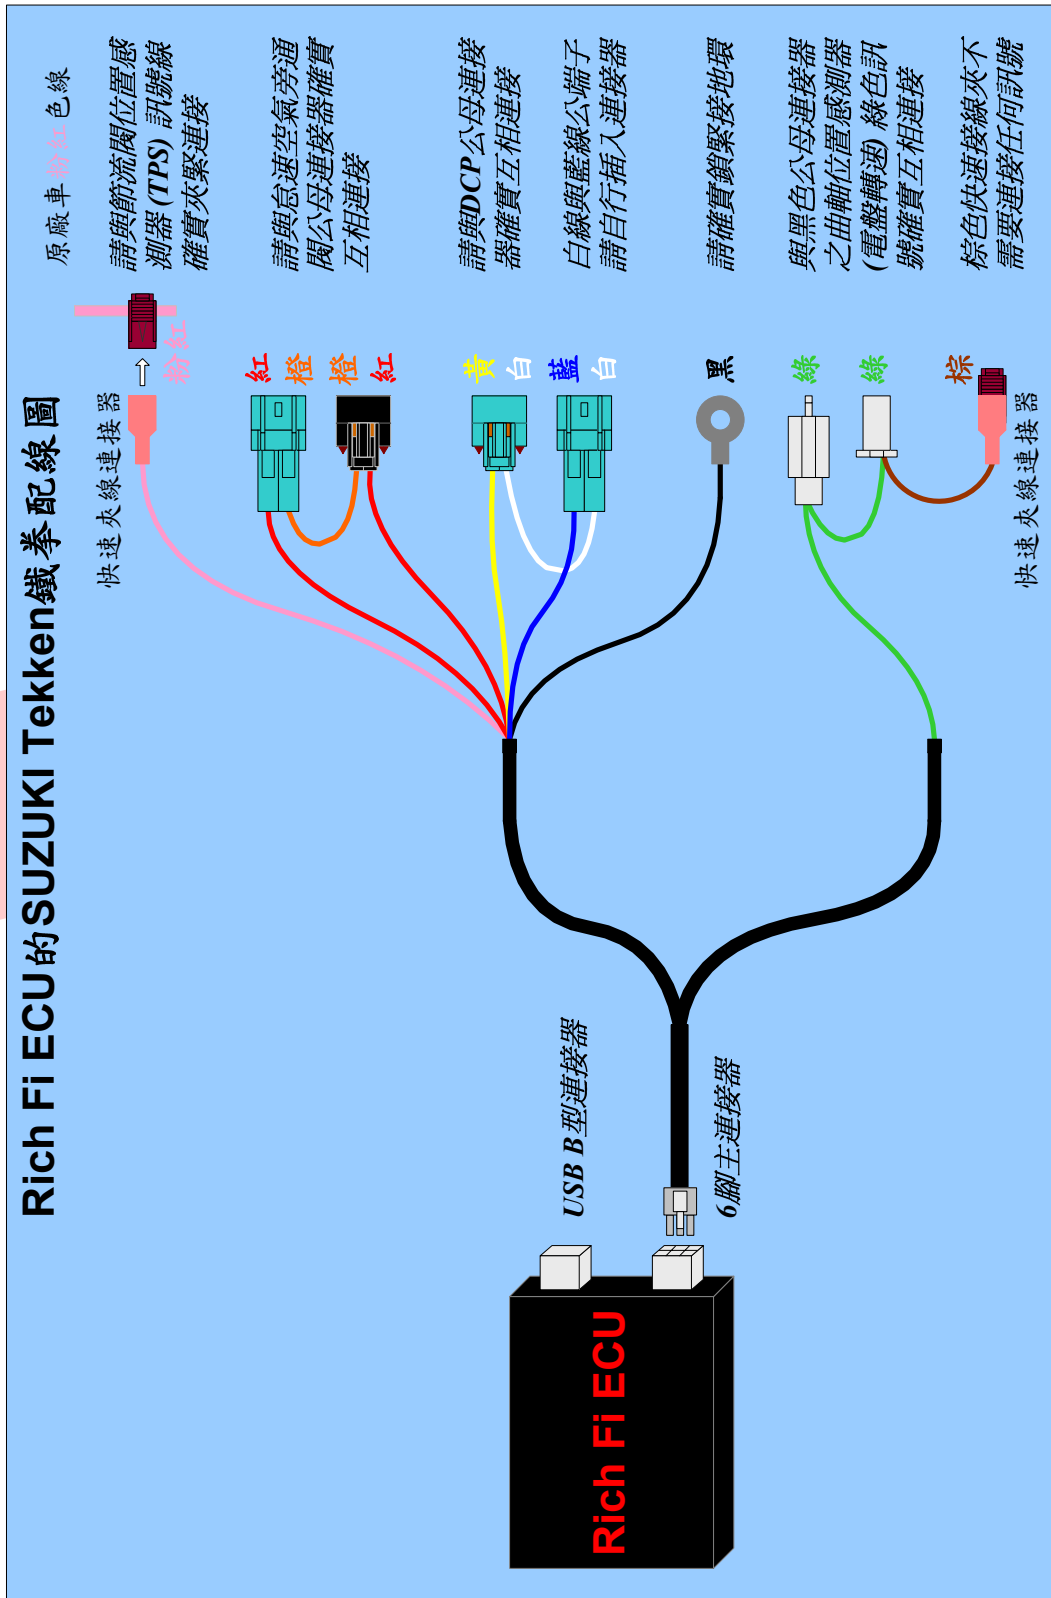 Rich Fi ECU的SUZUKI Tekken鐵拳配線圖
原廠車粉紅色線
請與節流閥位置感
測器 (TPS) 訊號線
確實夾緊連接
粉紅
快速夾線連接器
請與怠速空氣旁通
閥公母連接器確實
互相連接
紅
橙
橙
紅
請與DCP公母連接
器確實互相連接
黃
白
白線與藍線公端子
請自行插入連接器
藍
白
請確實鎖緊接地環
黑
與黑色公母連接器
之曲軸位置感測器
(電盤轉速) 綠色訊
號確實互相連接
綠
綠
棕色快速接線夾不
需要連接任何訊號
棕
快速夾線連接器
USB B型連接器
6腳主連接器
Rich Fi ECU